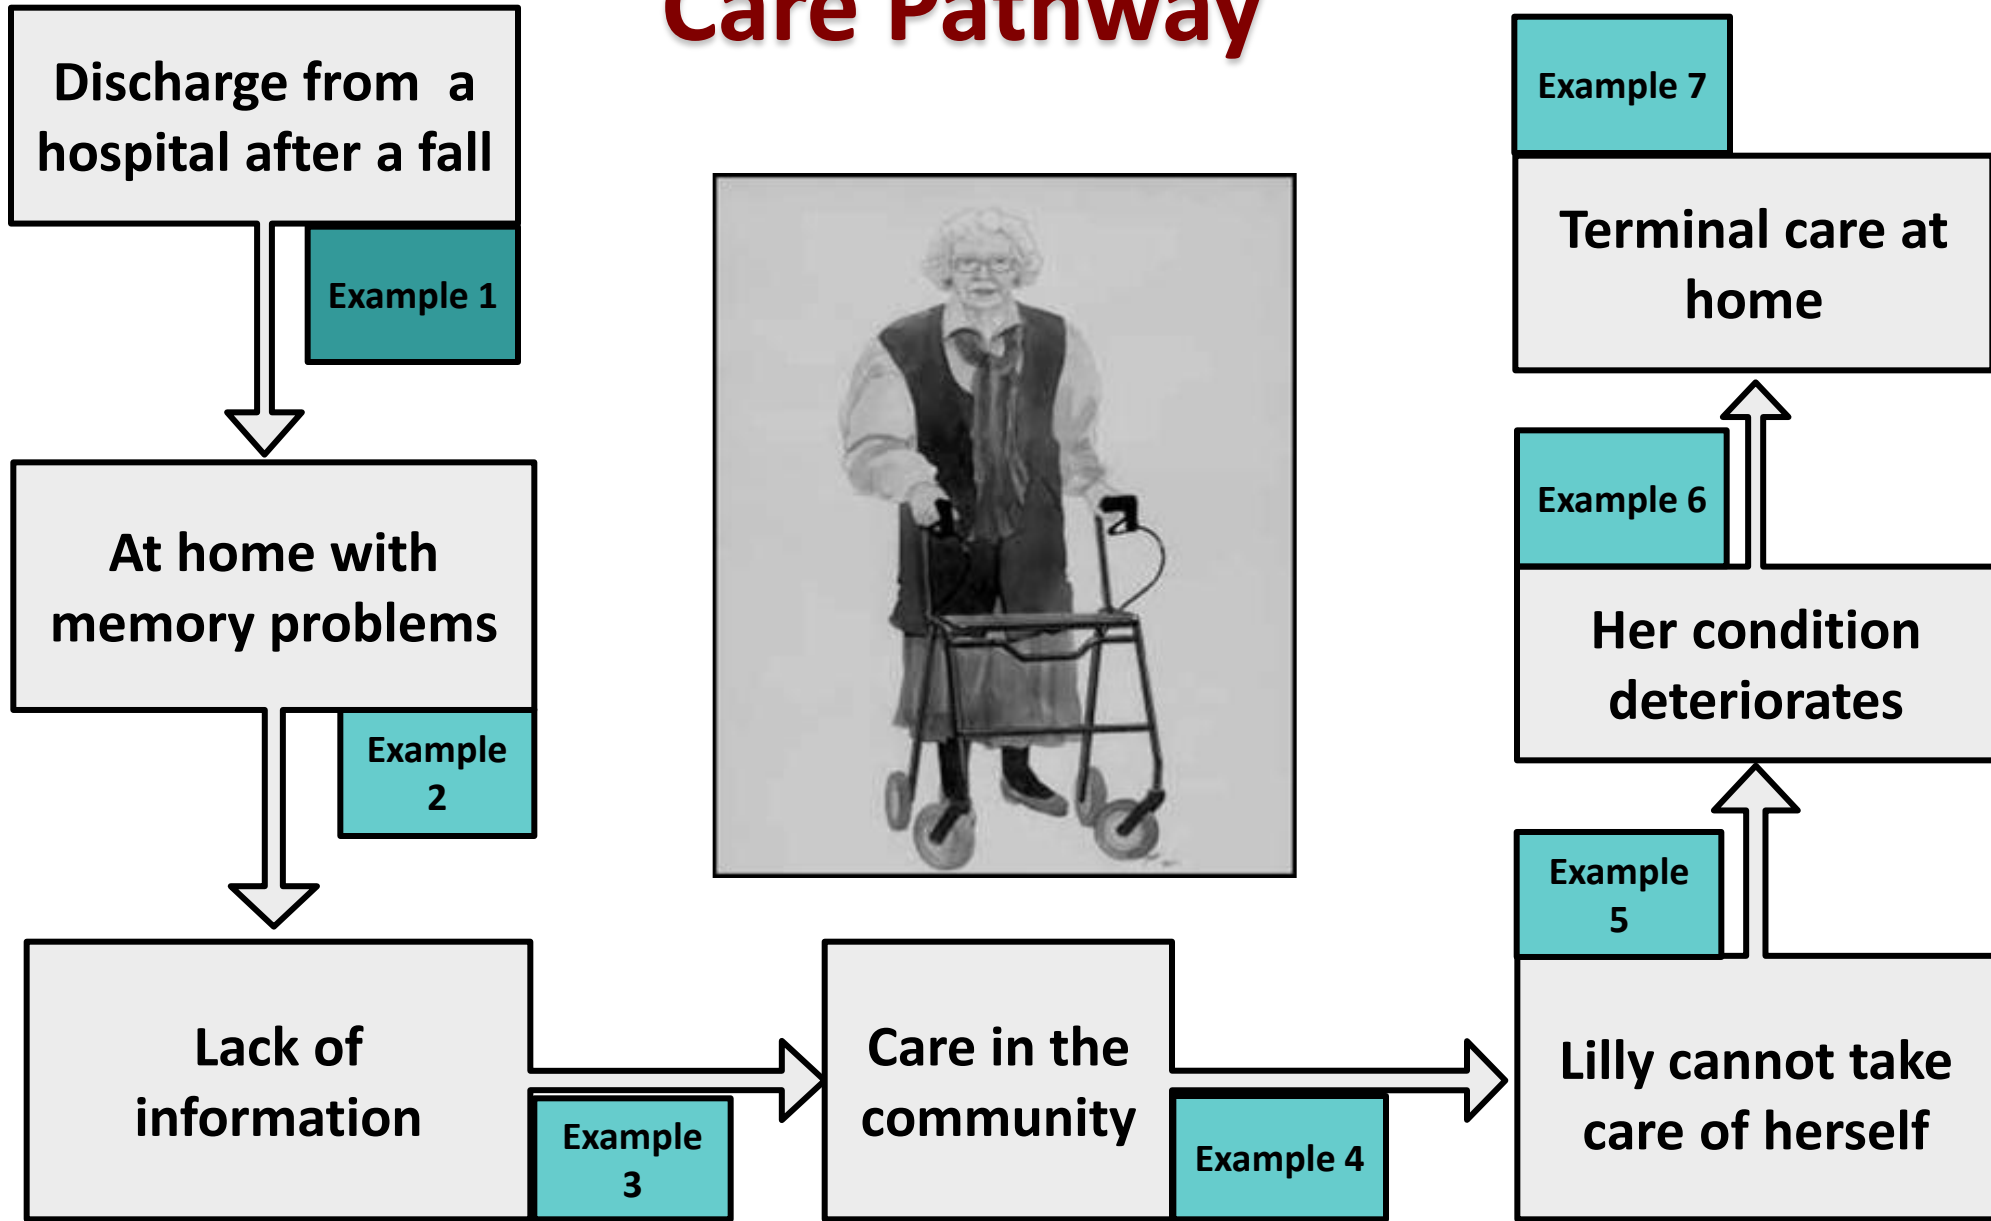 Care Pathway
Discharge from a
hospital after a fall
Example 1
At home with
memory problems
Example
2
Lack of
information
Example
3
Care in the
community
Example 4
Lilly cannot take
care of herself
Example
5
Her condition
deteriorates
Example 6
Terminal care at
home
Example 7